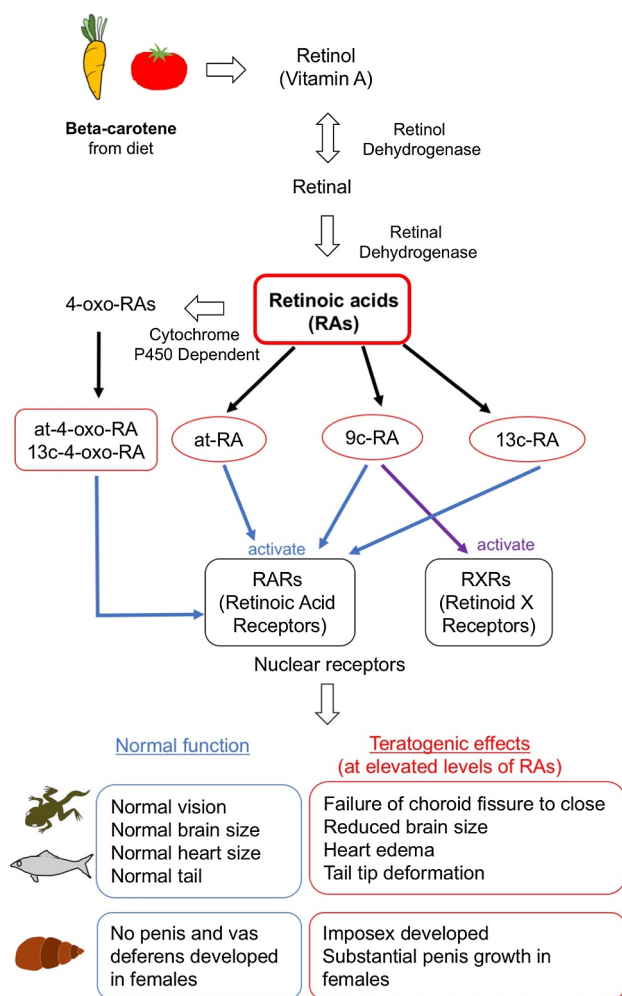 Retinol
(Vitamin A)
Beta-carotene
from diet
Retinol
Dehydrogenase
Retinal
Retinal
Dehydrogenase
Retinoic acids
(RAs)
4-oxo-RAs
Cytochrome
P450 Dependent
at-4-oxo-RA
13c-4-oxo-RA
at-RA
9c-RA
13c-RA
activate
activate
RARs
(Retinoic Acid
Receptors)
RXRs
(Retinoid X
Receptors)
Nuclear receptors
Normal function
Teratogenic effects
(at elevated levels of RAs)
Normal vision
Normal brain size
Normal heart size
Normal tail
Failure of choroid fissure to close
Reduced brain size
Heart edema
Tail tip deformation
No penis and vas
deferens developed
in females
Imposex developed
Substantial penis growth in
females